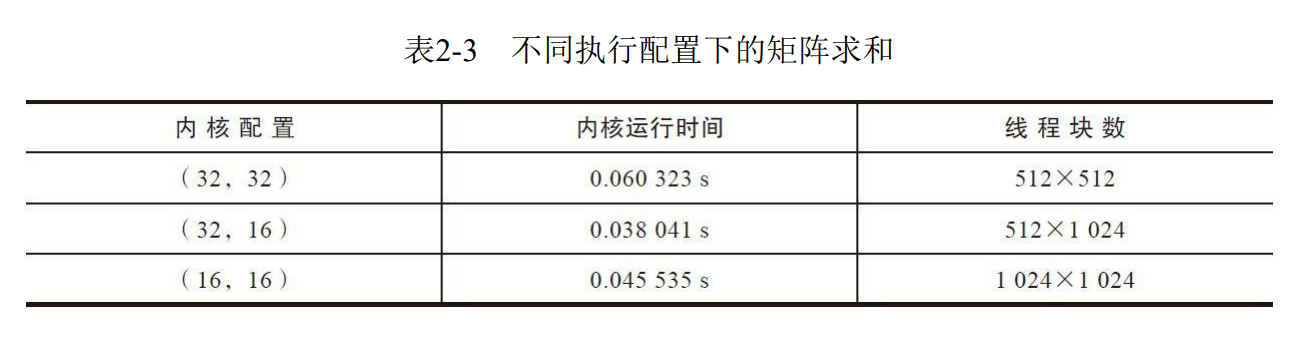 表2-3 不同执行配置下的矩阵求和
内核配置 内核运行时间 线程块数
（32，32） 0.060 323 s 512×512
（32，16） 0.038 041 s 512×1 024
（16，16） 0.045 535 s 1 024×1 024